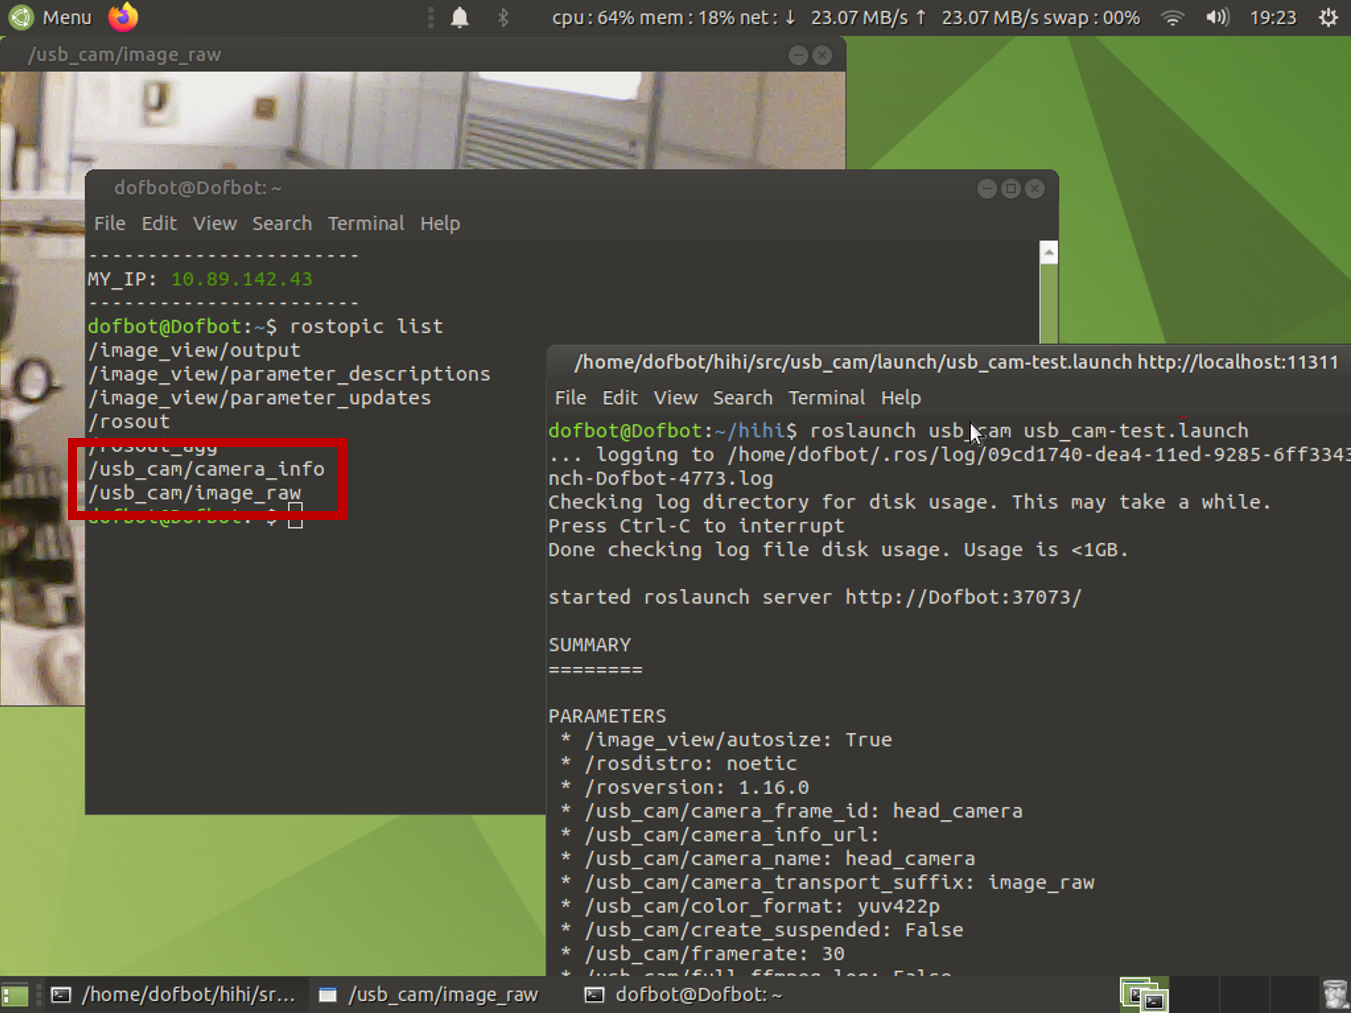 Menu
cpu : 64% mem : 18% net : ↓ 23.07 MB/s ↑ 23.07 MB/s swap : 00%
19:23
/usb_cam/image_raw
dofbot@Dofbot: ~
File Edit View Search Terminal Help
-----------------------
MY_IP: 10.89.142.43
-----------------------
dofbot@Dofbot:~$ rostopic list
/image_view/output
/image_view/parameter_descriptions
/image_view/parameter_updates
/rosout
/rosout_agg
/usb_cam/camera_info
/usb_cam/image_raw
dofbot@Dofbot:~$
/home/dofbot/hihi/src/usb_cam/launch/usb_cam-test.launch http://localhost:11311
File Edit View Search Terminal Help
dofbot@Dofbot:~/hihi$ roslaunch usb_cam usb_cam-test.launch
... logging to /home/dofbot/.ros/log/09cd1740-dea4-11ed-9285-6ff3343
nch-Dofbot-4773.log
Checking log directory for disk usage. This may take a while.
Press Ctrl-C to interrupt
Done checking log file disk usage. Usage is <1GB.
started roslaunch server http://Dofbot:37073/
SUMMARY
========
PARAMETERS
* /image_view/autosize: True
* /rosdistro: noetic
* /rosversion: 1.16.0
* /usb_cam/camera_frame_id: head_camera
* /usb_cam/camera_info_url:
* /usb_cam/camera_name: head_camera
* /usb_cam/camera_transport_suffix: image_raw
* /usb_cam/color_format: yuv422p
* /usb_cam/create_suspended: False
* /usb_cam/framerate: 30
* /usb_cam/full_ffmpeg_log: False
/home/dofbot/hihi/sr...
/usb_cam/image_raw
dofbot@Dofbot: ~